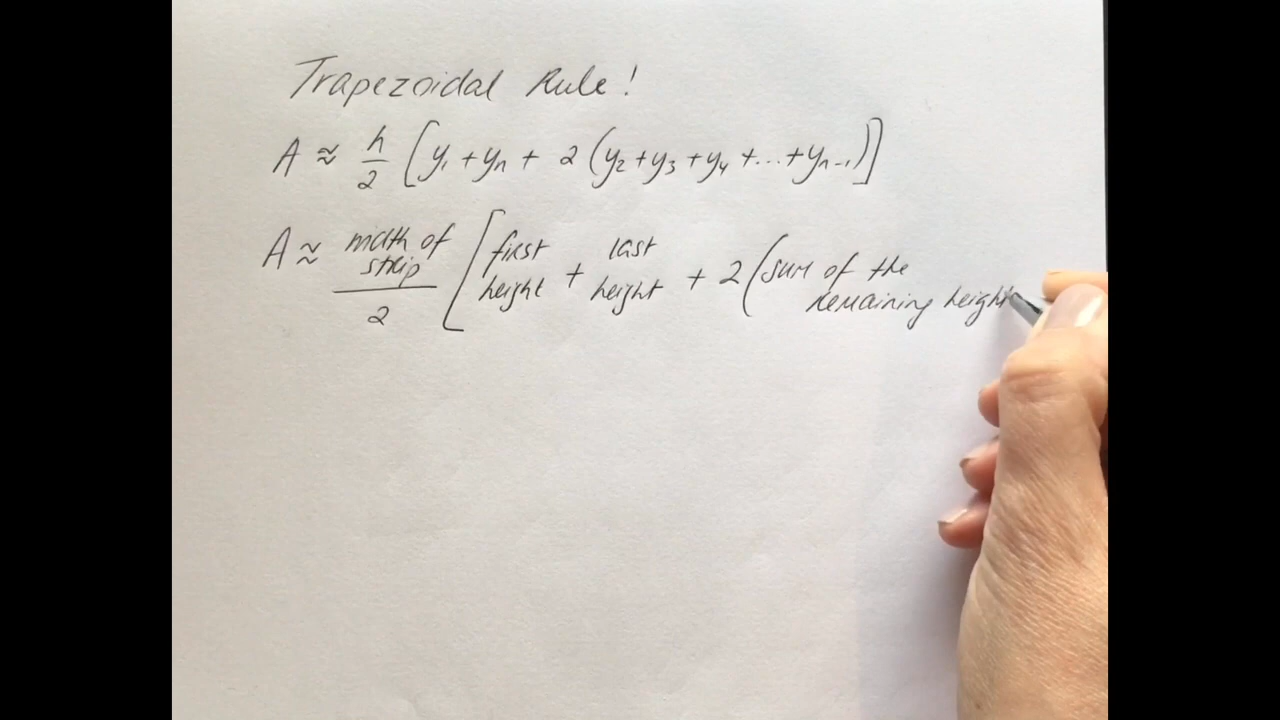 Trapezoidal Rule!
A ≈ h/2 [y₁ + yₙ + 2 (y₂ + y₃ + y₄ + ... + yₙ₋₁)]
A ≈ width of strip / 2 [first height + last height + 2 (sum of the
remaining height